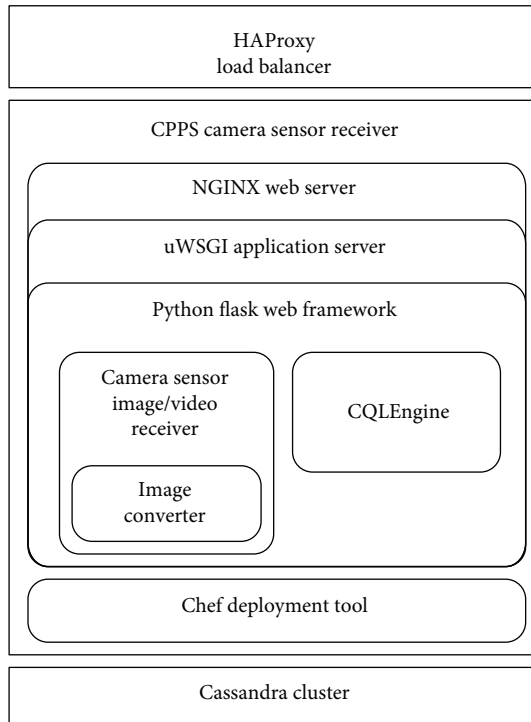 HAProxy
load balancer
CPPS camera sensor receiver
NGINX web server
uWSGI application server
Python flask web framework
Camera sensor
image/video
receiver
Image
converter
CQLEngine
Chef deployment tool
Cassandra cluster